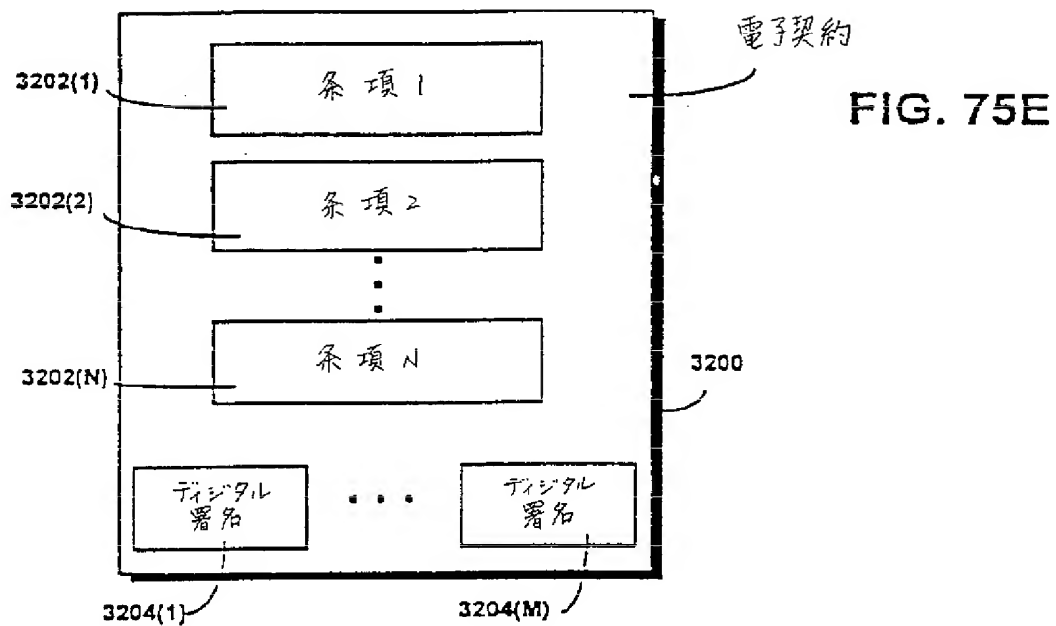 電子契約
FIG. 75E
3202(1)
条項1
3202(2)
条項2
3202(N)
条項N
3200
ディジタル
署名
ディジタル
署名
3204(1)
3204(M)